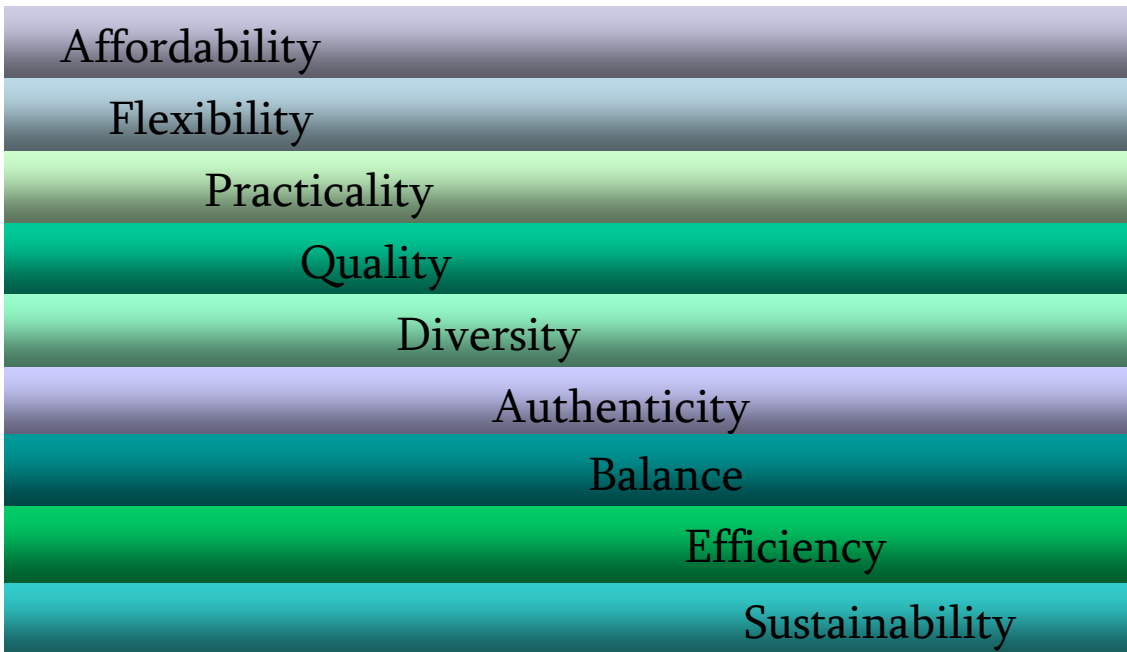 Affordability
Flexibility
Practicality
Quality
Diversity
Authenticity
Balance
Efficiency
Sustainability